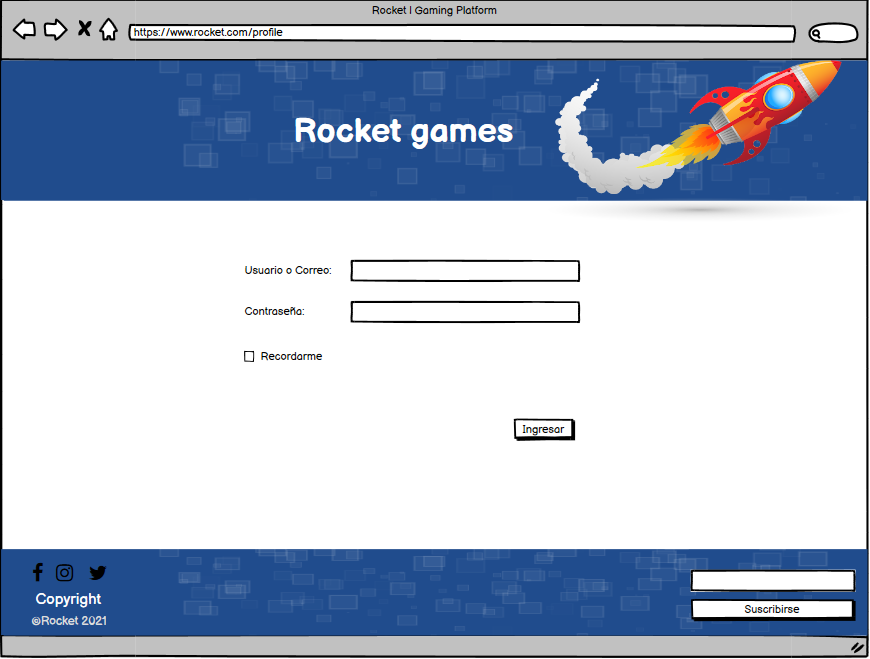 Rocket | Gaming Platform
https://www.rocket.com/profile
Rocket games
Usuario o Correo:
Contraseña:
Recordarme
Ingresar
Copyright
@Rocket 2021
Suscribirse